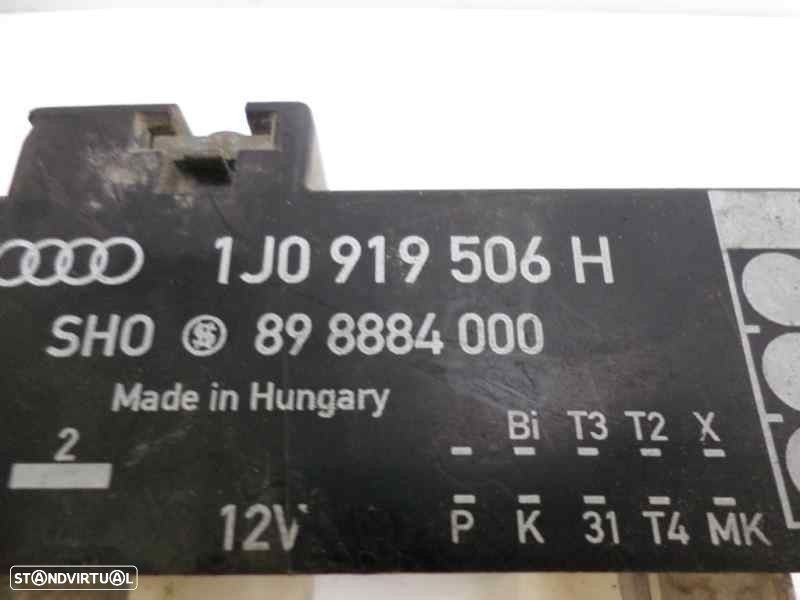 1J0 919 506 H
SHO S 89 8884 000
Made in Hungary
2
Bi T3 T2 X
12V
P K 31 T4 MK
STANDVIRTUAL